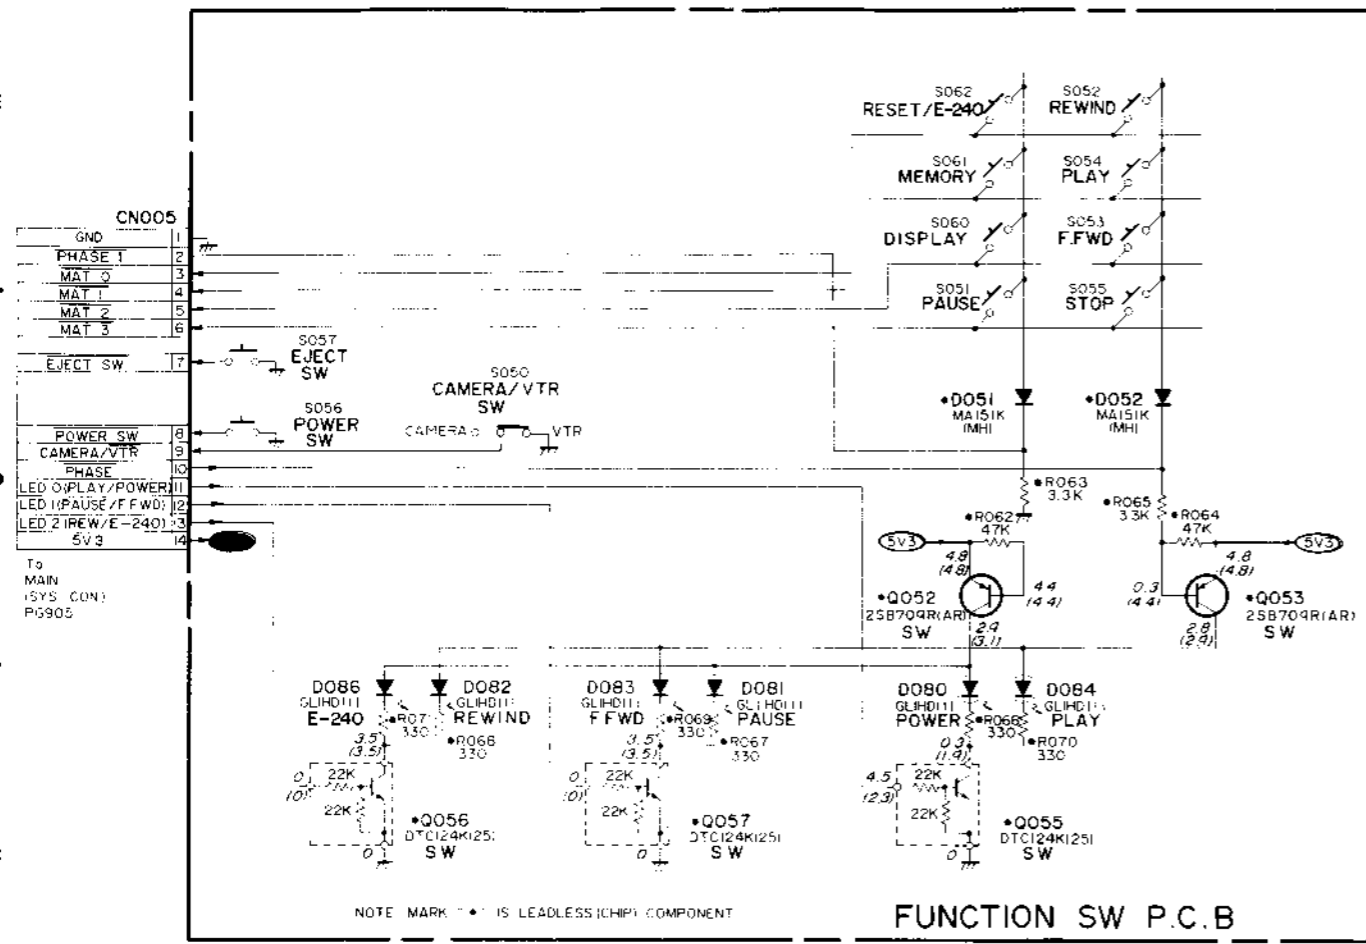 S062
RESET/E-240
S052
REWIND
S061
MEMORY
S054
PLAY
S060
DISPLAY
S053
F.FWD
S051
PAUSE
S055
STOP
CN005
GND 1
PHASE 1 2
MAT 0 3
MAT 1 4
MAT 2 5
MAT 3 6
EJECT SW 7
POWER SW 8
CAMERA/VTR 9
PHASE 10
LED 0(PLAY/POWER) 11
LED 1(PAUSE/F.FWD) 12
LED 2(REW/E-240) 13
5V3 14
To
MAIN
(SYS CON)
PG905
S057
EJECT
SW
S056
POWER
SW
S050
CAMERA/VTR
SW
CAMERA
VTR
D051
MA151K
(MH)
D052
MA151K
(MH)
R063
3.3K
R065
3.3K
R062
47K
R064
47K
5V3
5V3
4.8
(4.8)
4.4
(4.4)
2.9
(3.1)
Q052
2SB709R(AR)
SW
4.8
(4.8)
0.3
(4.4)
2.8
(2.9)
Q053
2SB709R(AR)
SW
D086
E-240
R071
330
D082
REWIND
R068
330
3.5
(3.5)
0
(0)
22K
22K
0
Q056
DTC124K(25)
SW
D083
F.FWD
R069
330
D081
PAUSE
R067
330
3.5
(3.5)
0
(0)
22K
22K
0
Q057
DTC124K(25)
SW
D080
POWER
R066
330
D084
PLAY
R070
330
0.3
(1.9)
4.5
(2.3)
22K
22K
0
Q055
DTC124K(25)
SW
NOTE MARK "◆" IS LEADLESS(CHIP) COMPONENT
FUNCTION SW P.C.B